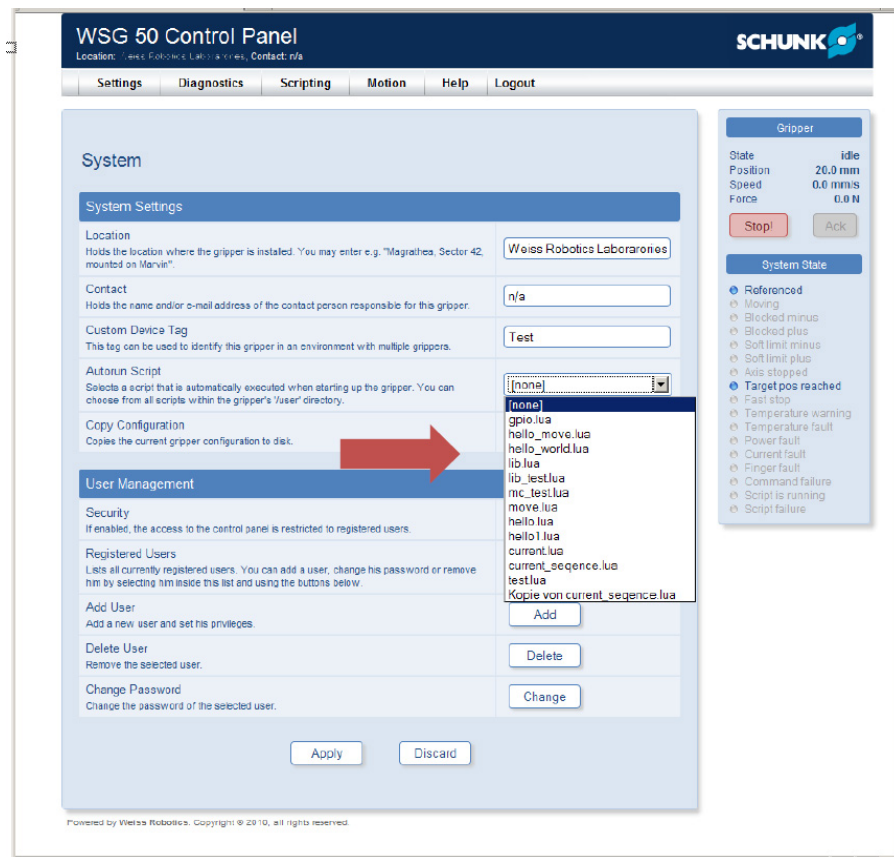 WSG 50 Control Panel
Location: Weiss Robotics Laborarories, Contact: n/a
SCHUNK
Settings Diagnostics Scripting Motion Help Logout
System
System Settings
Location
Holds the location where the gripper is installed. You may enter e.g. "Magrathea, Sector 42,
mounted on Marvin".
Weiss Robotics Laborarories
Contact
Holds the name and/or e-mail address of the contact person responsible for this gripper.
n/a
Custom Device Tag
This tag can be used to identify this gripper in an environment with multiple grippers.
Test
Autorun Script
Selects a script that is automatically executed when starting up the gripper. You can
choose from all scripts within the gripper's '/user' directory.
[none]
[none]
gpio.lua
hello_move.lua
hello_world.lua
lib.lua
lib_test.lua
mc_test.lua
move.lua
hello.lua
hello1.lua
current.lua
current_seqence.lua
test.lua
Kopie von current_seqence.lua
Copy Configuration
Copies the current gripper configuration to disk.
User Management
Security
If enabled, the access to the control panel is restricted to registered users.
Registered Users
Lists all currently registered users. You can add a user, change his password or remove
him by selecting him inside this list and using the buttons below.
Add User
Add a new user and set his privileges.
Add
Delete User
Remove the selected user.
Delete
Change Password
Change the password of the selected user.
Change
Apply Discard
Gripper
State idle
Position 20.0 mm
Speed 0.0 mm/s
Force 0.0 N
Stop! Ack
System State
Referenced
Moving
Blocked minus
Blocked plus
Soft limit minus
Soft limit plus
Axis stopped
Target pos reached
Fast stop
Temperature warning
Temperature fault
Power fault
Current fault
Finger fault
Command failure
Script is running
Script failure
Powered by Weiss Robotics. Copyright © 2010, all rights reserved.